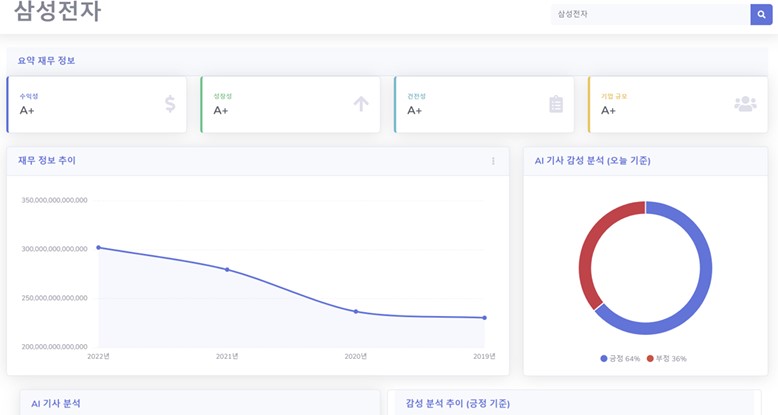 삼성전자
삼성전자
요약 재무 정보
수익성
A+
성장성
A+
건전성
A+
기업 규모
A+
재무 정보 추이
350,000,000,000,000
300,000,000,000,000
250,000,000,000,000
200,000,000,000,000
2022년
2021년
2020년
2019년
AI 기사 감성 분석 (오늘 기준)
긍정 64%
부정 36%
AI 기사 분석
감성 분석 추이 (긍정 기준)